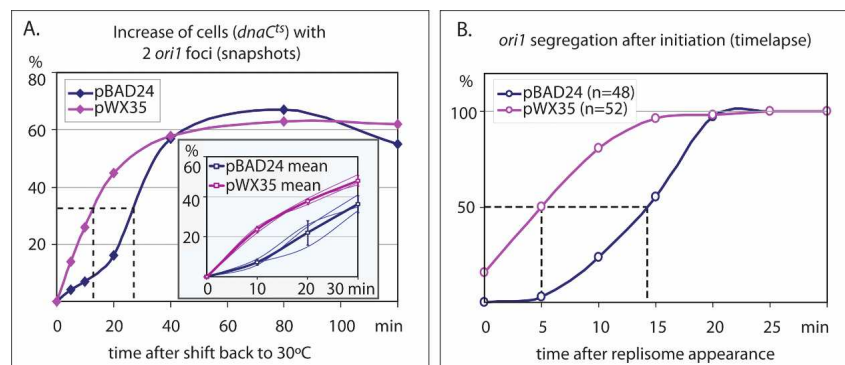 A.
Increase of cells (dnaCts) with
2 ori1 foci (snapshots)
%
80
60
40
20
pBAD24
pWX35
%
60
40
20
pBAD24 mean
pWX35 mean
0 10 20 30 min
0 20 40 60 80 100 min
time after shift back to 30ºC
B.
ori1 segregation after initiation (timelapse)
%
100
50
pBAD24 (n=48)
pWX35 (n=52)
0 5 10 15 20 25 min
time after replisome appearance